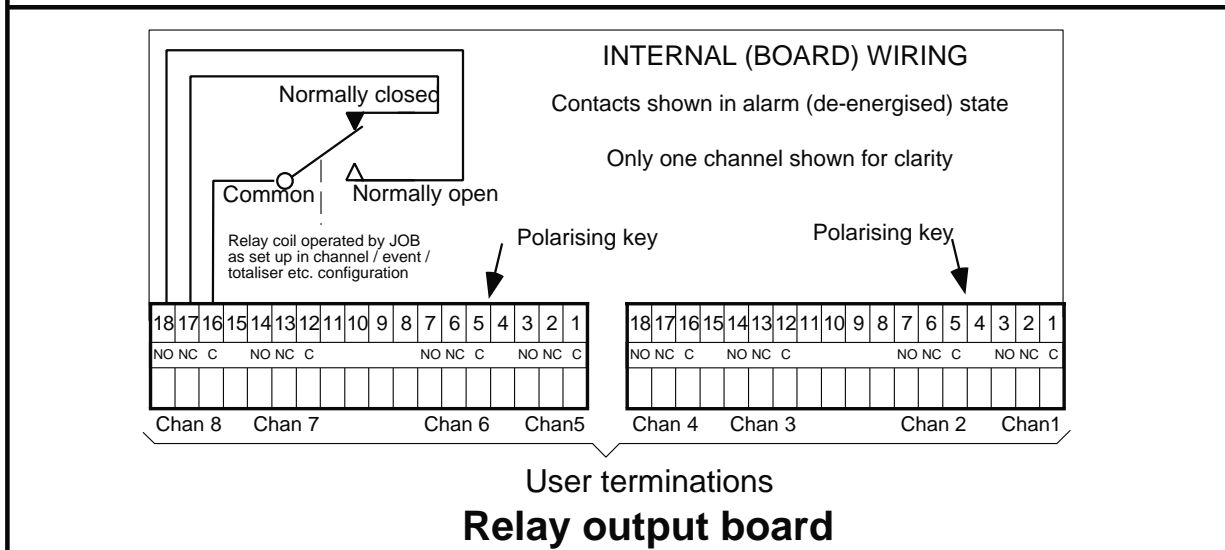 INTERNAL (BOARD) WIRING
Normally closed
Contacts shown in alarm (de-energised) state
Only one channel shown for clarity
Common
Normally open
Relay coil operated by JOB
as set up in channel / event /
totaliser etc. configuration
Polarising key
Polarising key
18 17 16 15 14 13 12 11 10 9 8 7 6 5 4 3 2 1
18 17 16 15 14 13 12 11 10 9 8 7 6 5 4 3 2 1
NO NC C NO NC C NO NC C NO NC C
NO NC C NO NC C NO NC C NO NC C
Chan 8 Chan 7 Chan 6 Chan5
Chan 4 Chan 3 Chan 2 Chan1
User terminations
Relay output board